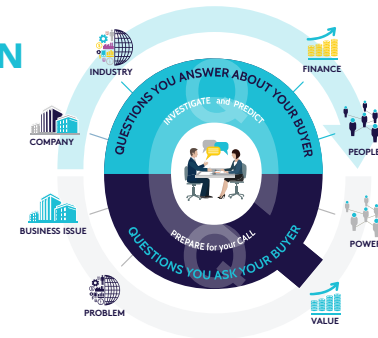 N
INDUSTRY
FINANCE
QUESTIONS YOU ANSWER ABOUT YOUR BUYER
INVESTIGATE and PREDICT
COMPANY
PEOPLE
BUSINESS ISSUE
POWER
PREPARE for your CALL
QUESTIONS YOU ASK YOUR BUYER
PROBLEM
VALUE